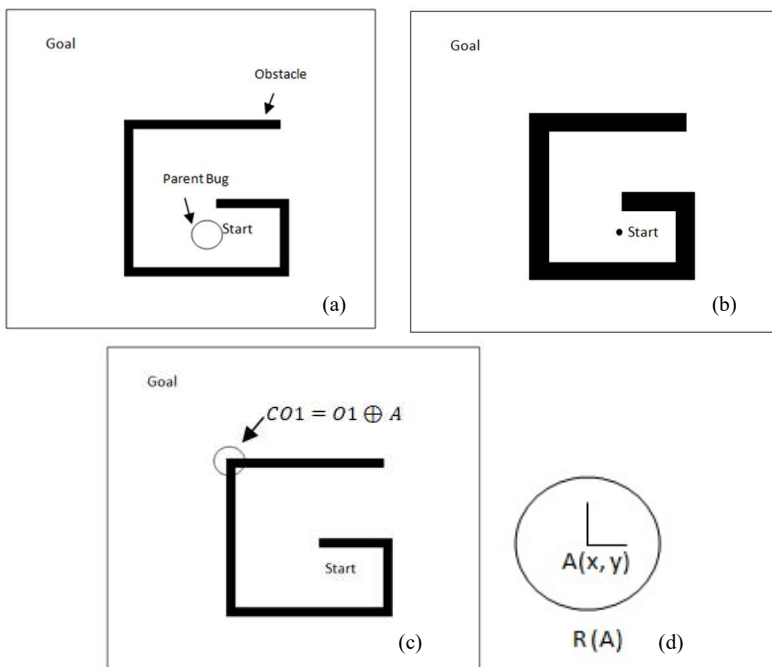 Goal
Obstacle
Parent Bug
Start
(a)
Goal
Start
(b)
Goal
CO1 = O1 ⊕ A
Start
(c)
A(x, y)
R (A)
(d)